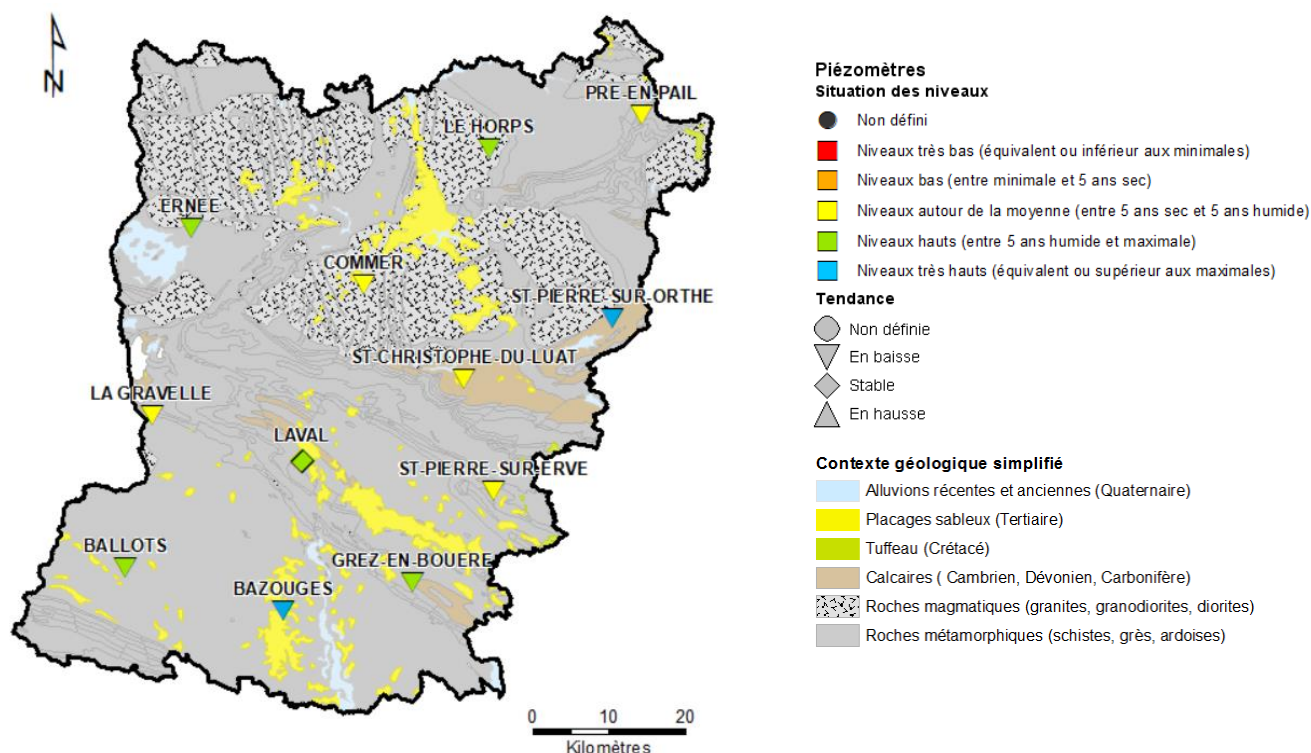 N
PRE-EN-PAIL
LE HORPS
ERNEE
COMMER
ST-PIERRE-SUR-ORTHE
ST-CHRISTOPHE-DU-LUAT
LA GRAVELLE
LAVAL
ST-PIERRE-SUR-ERVE
BALLOTS
GREZ-EN-BOUERE
BAZOUGES
0 10 20
Kilomètres
Piézomètres
Situation des niveaux
Non défini
Niveaux très bas (équivalent ou inférieur aux minimales)
Niveaux bas (entre minimale et 5 ans sec)
Niveaux autour de la moyenne (entre 5 ans sec et 5 ans humide)
Niveaux hauts (entre 5 ans humide et maximale)
Niveaux très hauts (équivalent ou supérieur aux maximales)
Tendance
Non définie
En baisse
Stable
En hausse
Contexte géologique simplifié
Alluvions récentes et anciennes (Quaternaire)
Placages sableux (Tertiaire)
Tuffeau (Crétacé)
Calcaires ( Cambrien, Dévonien, Carbonifère)
Roches magmatiques (granites, granodiorites, diorites)
Roches métamorphiques (schistes, grès, ardoises)